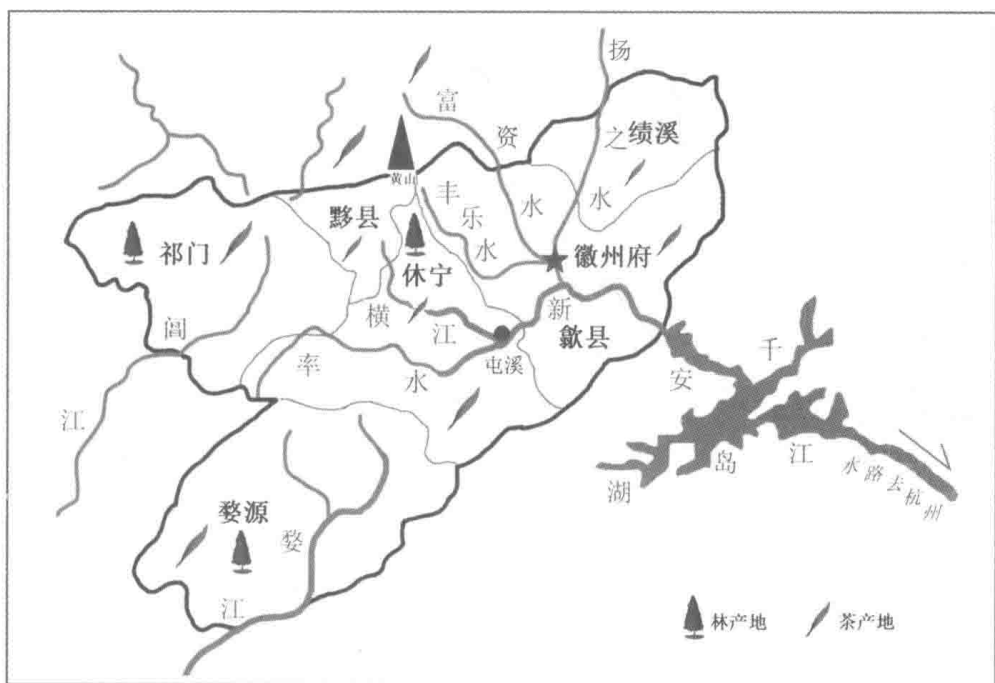 扬之水
富资水
绩溪
黄山
丰乐水
黟县
祁门
休宁
徽州府
阊江
横江
新安江
歙县
率水
屯溪
千岛湖
水路去杭州
婺源
婺江
林产地
茶产地